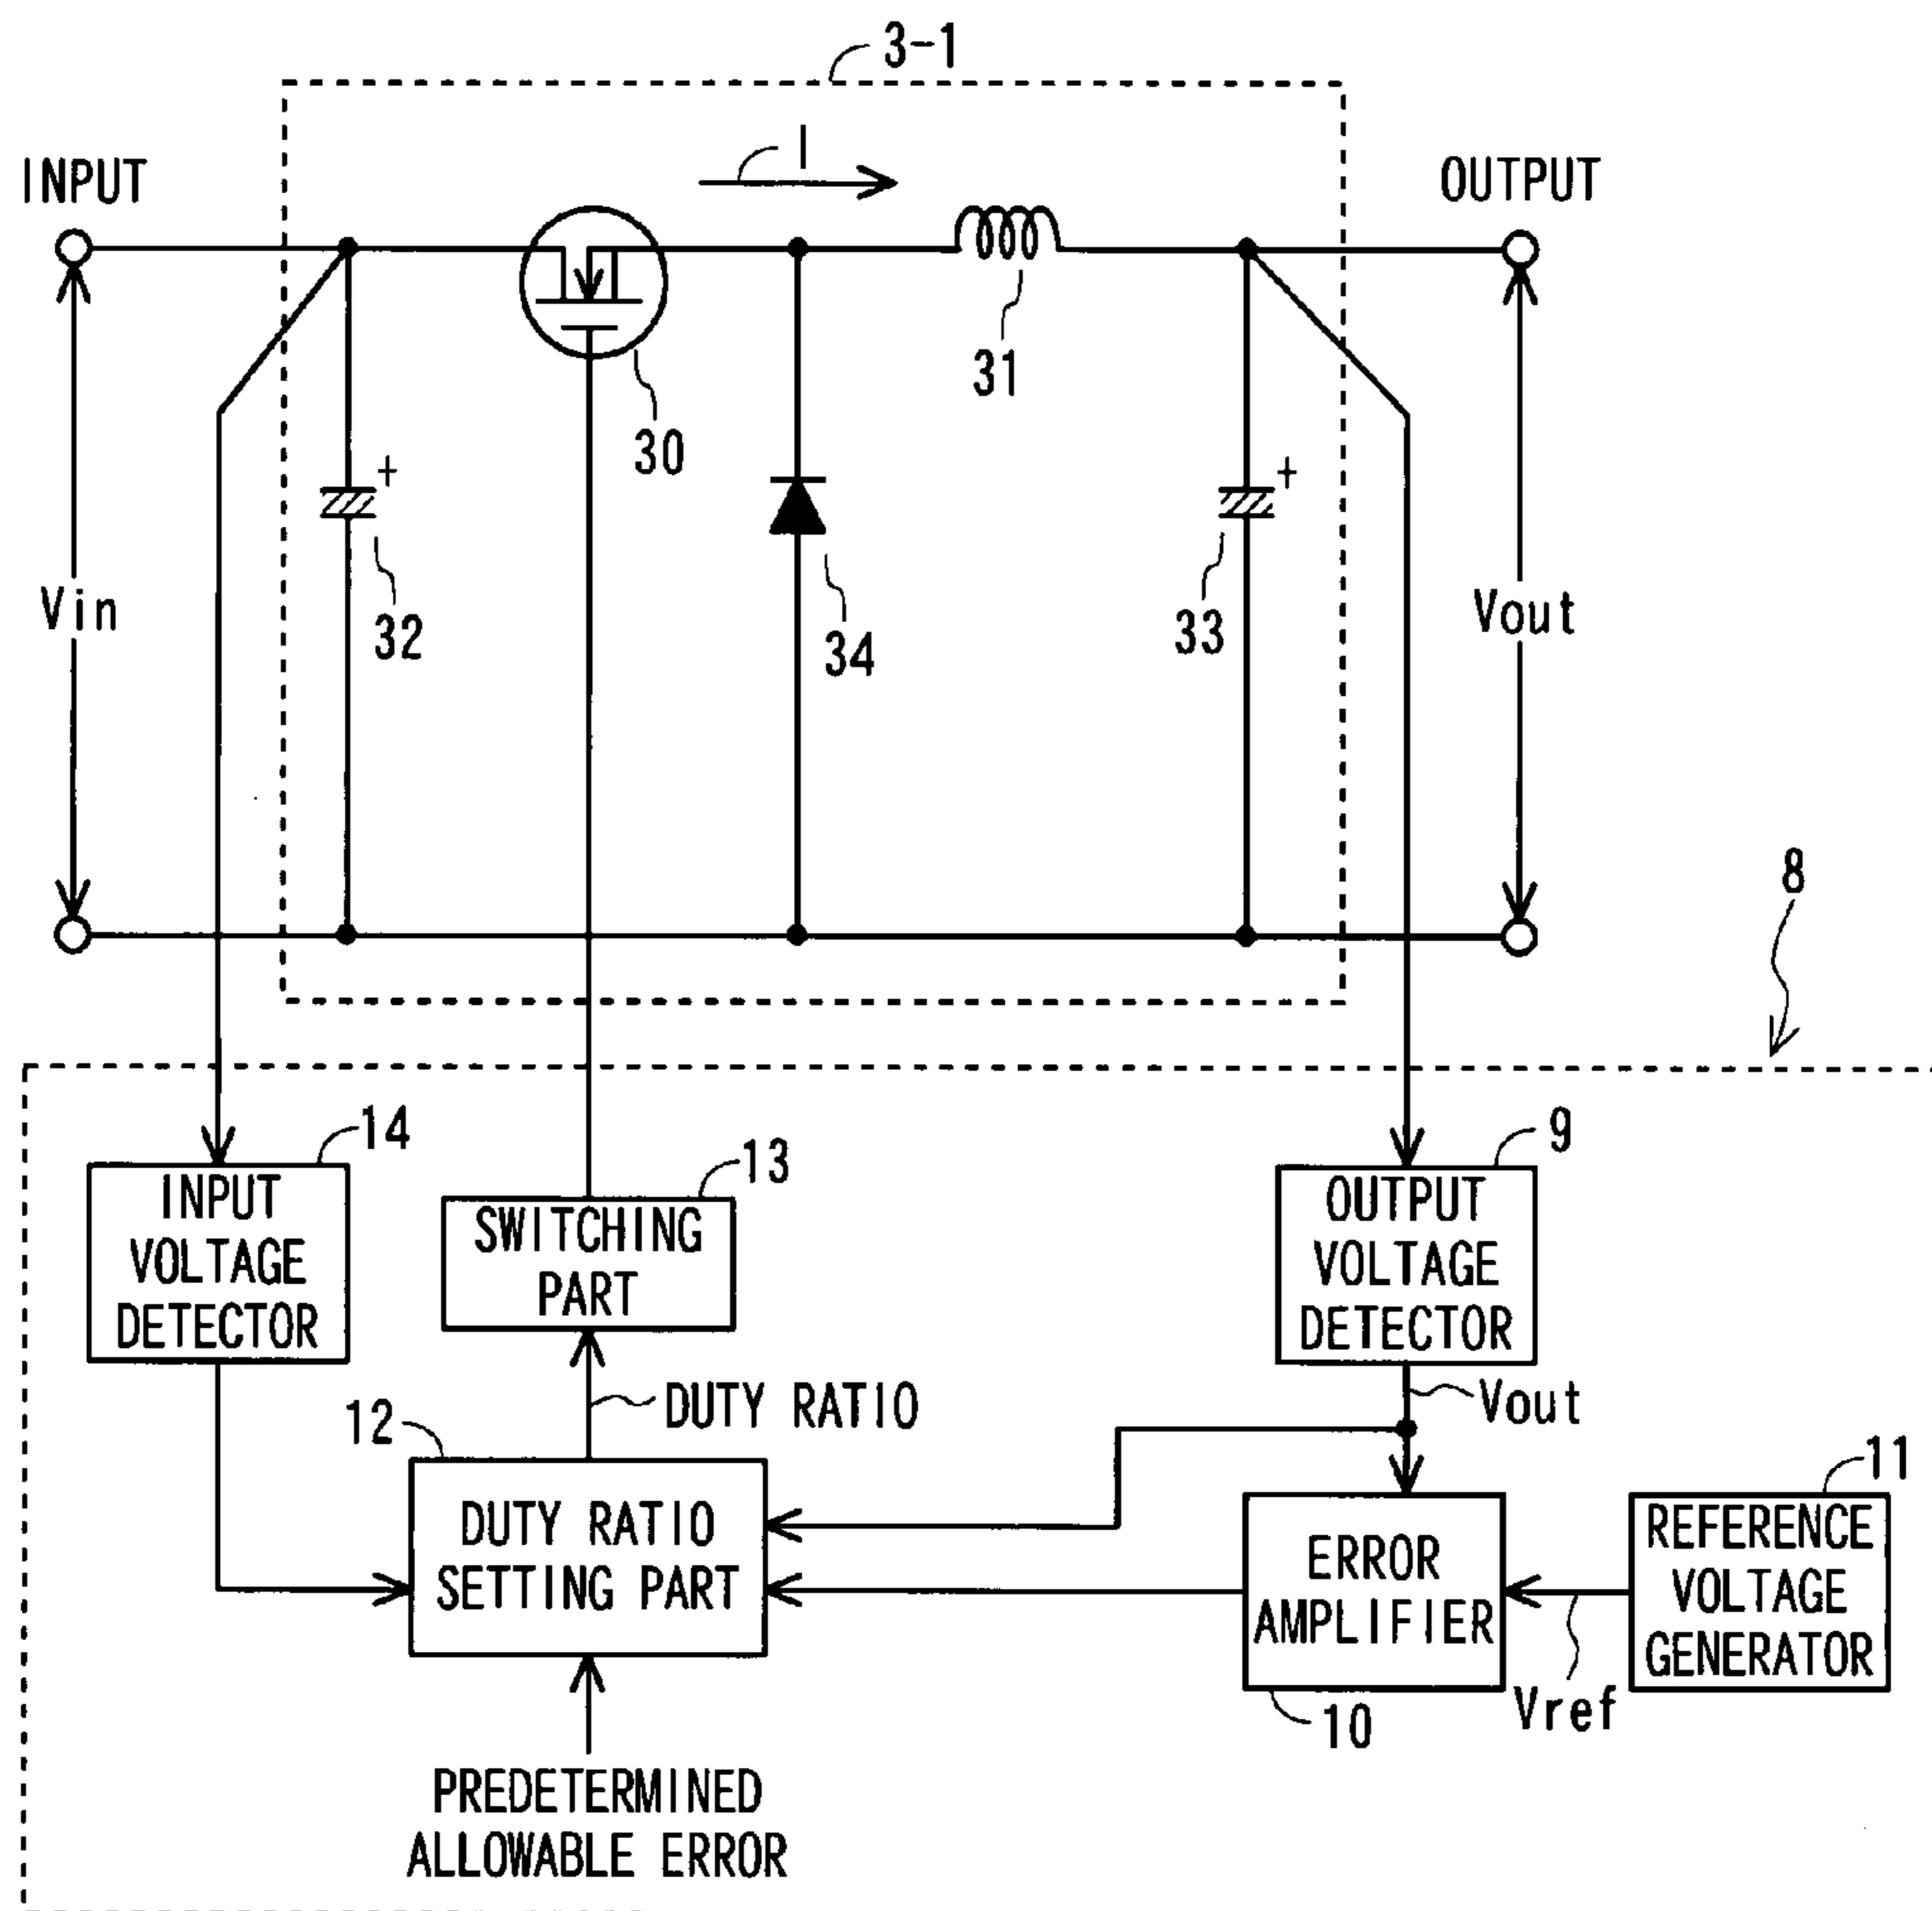 3-1
I
INPUT
OUTPUT
31
30
+
+
Vin
32
34
33
Vout
8
14
13
9
INPUT
VOLTAGE
DETECTOR
SWITCHING
PART
OUTPUT
VOLTAGE
DETECTOR
12
DUTY RATIO
Vout
11
DUTY RATIO
SETTING PART
ERROR
AMPLIFIER
REFERENCE
VOLTAGE
GENERATOR
10
Vref
PREDETERMINED
ALLOWABLE ERROR